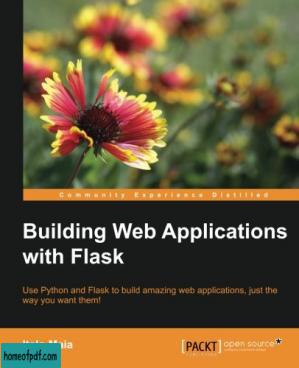 Community Experience Distilled
Building Web Applications
with Flask
Use Python and Flask to build amazing web applications, just the
way you want them!
Maia
PACKT
PUBLISHING
open source*
homeofpdf.com